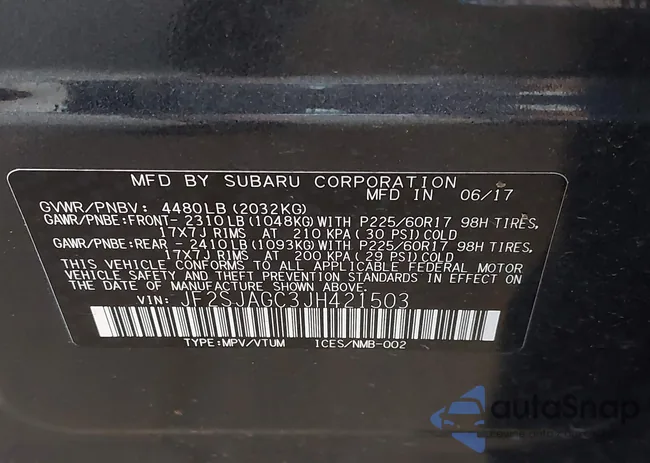 MFD BY SUBARU CORPORATION
MFD IN 06/17
GVWR/PNBV: 4480LB (2032KG)
GAWR/PNBE:FRONT- 2310LB (1048KG) WITH P225/60R17 98H TIRES,
17X7J RIMS AT 210 KPA (30 PSI) COLD
GAWR/PNBE:REAR - 2410LB (1093KG) WITH P225/60R17 98H TIRES,
17X7J RIMS AT 200 KPA (29 PSI) COLD
THIS VEHICLE CONFORMS TO ALL APPLICABLE FEDERAL MOTOR
VEHICLE SAFETY AND THEFT PREVENTION STANDARDS IN EFFECT ON
THE DATE OF MANUFACTURE SHOWN ABOVE.
VIN: JF2SJAGC3JH421503
TYPE:MPV/VTUM ICES/NMB-002
autoSnap